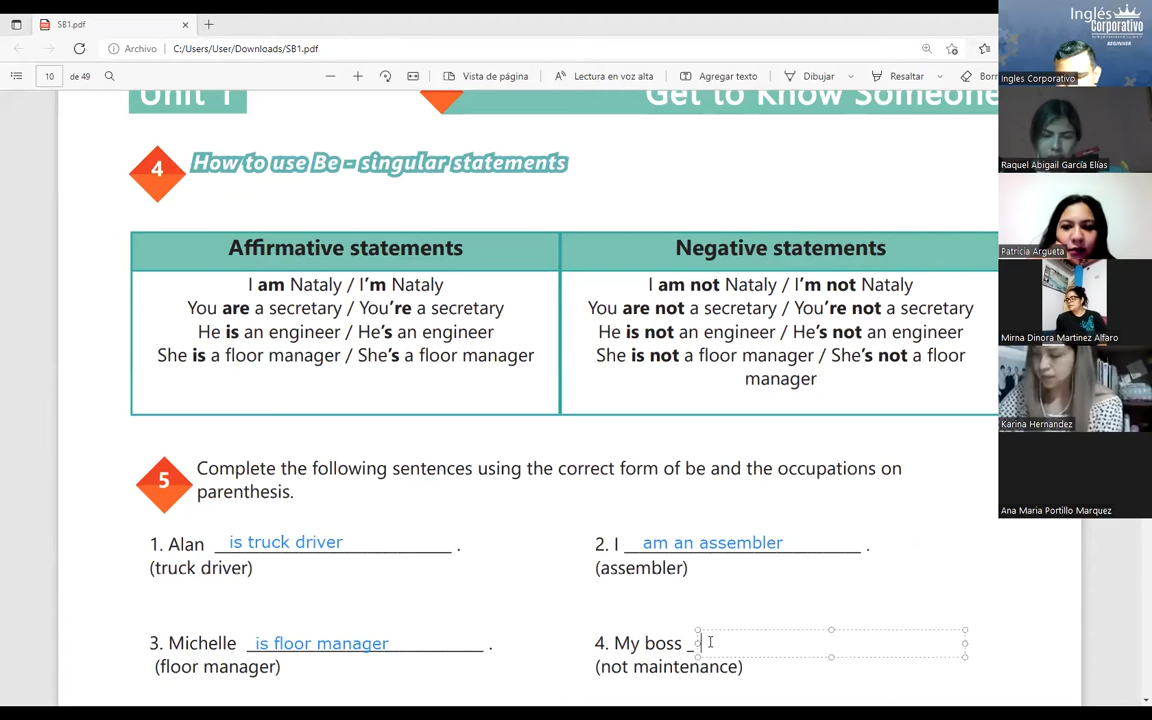 SB1.pdf
Archivo
C:/Users/User/Downloads/SB1.pdf
10
de 49
Vista de página
Lectura en voz alta
Agregar texto
Dibujar
Resaltar
Borr
Unit 1
Get to Know Someone
4
How to use Be - singular statements
Affirmative statements
I am Nataly / I'm Nataly
You are a secretary / You're a secretary
He is an engineer / He's an engineer
She is a floor manager / She's a floor manager
Negative statements
I am not Nataly / I'm not Nataly
You are not a secretary / You're not a secretary
He is not an engineer / He's not an engineer
She is not a floor manager / She's not a floor
manager
5
Complete the following sentences using the correct form of be and the occupations on
parenthesis.
1. Alan is truck driver .
(truck driver)
2. I am an assembler .
(assembler)
3. Michelle is floor manager .
(floor manager)
4. My boss _
(not maintenance)
Inglés
Corporativo
BEGINNER
Ingles Corporativo
Raquel Abigail García Elías
Patricia Argueta
Mirna Dinora Martinez Alfaro
Karina Hernandez
Ana Maria Portillo Marquez